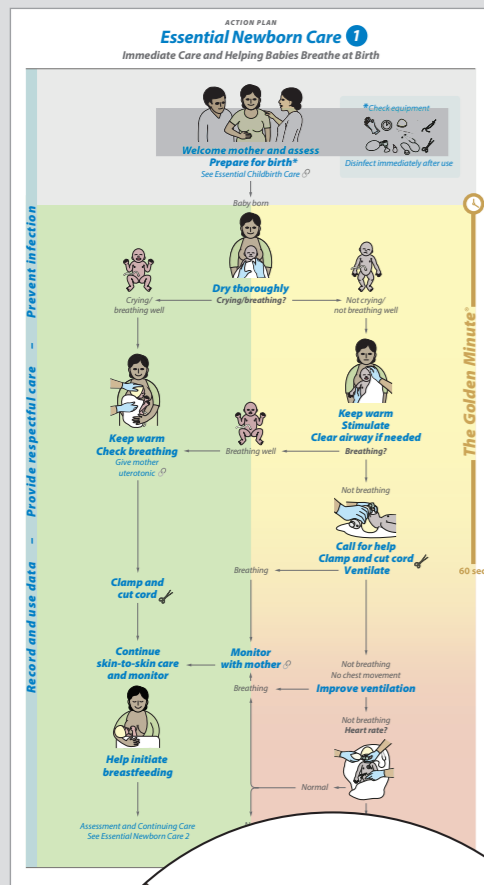 ACTION PLAN
Essential Newborn Care 1
Immediate Care and Helping Babies Breathe at Birth
*Check equipment
Disinfect immediately after use
Welcome mother and assess
Prepare for birth*
See Essential Childbirth Care
Baby born
Dry thoroughly
Crying/breathing?
Crying/
breathing well
Not crying/
not breathing well
Keep warm
Check breathing
Give mother
uterotonic
Keep warm
Stimulate
Clear airway if needed
Breathing?
Breathing well
Not breathing
Call for help
Clamp and cut cord
Ventilate
Breathing
Clamp and
cut cord
Continue
skin-to-skin care
and monitor
Monitor
with mother
Not breathing
No chest movement
Breathing
Improve ventilation
Not breathing
Heart rate?
Help initiate
breastfeeding
Normal
Assessment and Continuing Care
See Essential Newborn Care 2
Record and use data – Provide respectful care – Prevent infection
The Golden Minute®
60 sec